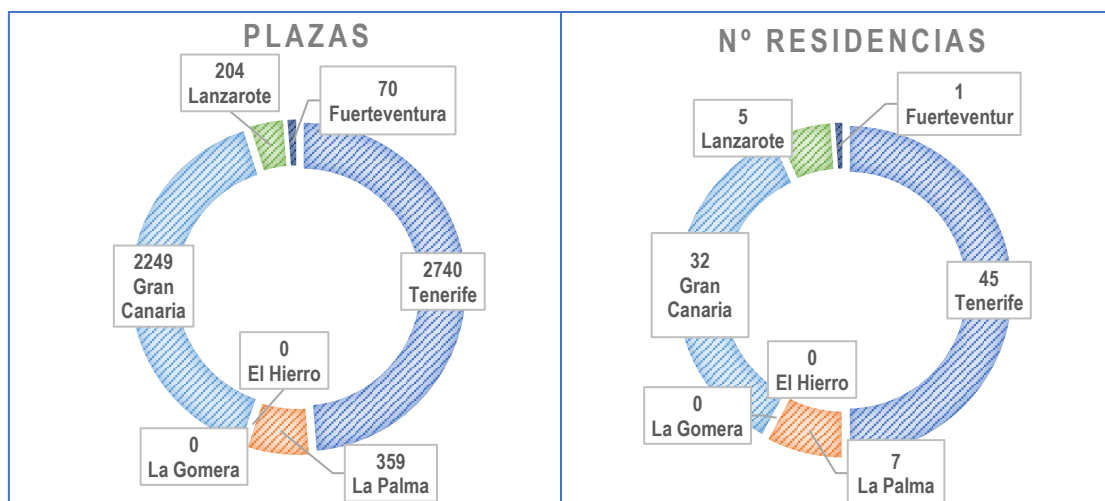 PLAZAS
204
Lanzarote
70
Fuerteventura
2249
Gran
Canaria
2740
Tenerife
0
El Hierro
0
La Gomera
359
La Palma
Nº RESIDENCIAS
5
Lanzarote
1
Fuerteventur
32
Gran
Canaria
45
Tenerife
0
El Hierro
0
La Gomera
7
La Palma